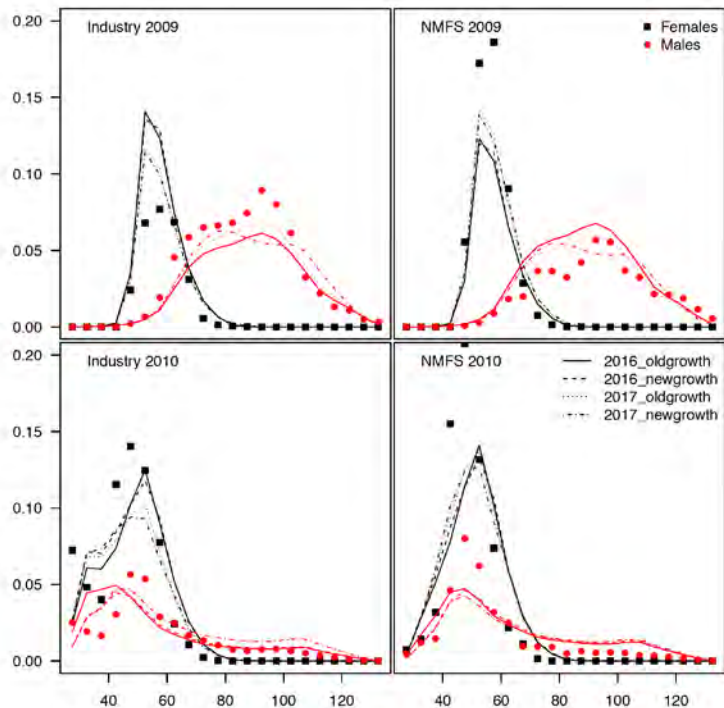 0.20
0.15
0.10
0.05
0.00
Industry 2009
NMFS 2009
Females
Males
0.20
0.15
0.10
0.05
0.00
Industry 2010
NMFS 2010
2016_oldgrowth
2016_newgrowth
2017_oldgrowth
2017_newgrowth
40 60 80 100 120
40 60 80 100 120